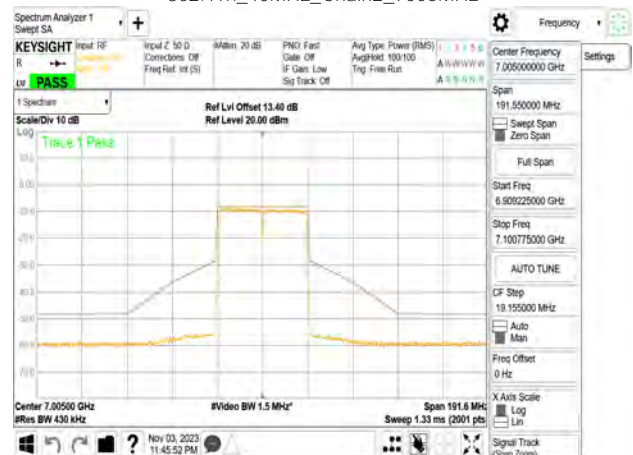 Spectrum Analyzer 1
Swept SA
+
Frequency
KEYSIGHT
Input: RF
Input Z: 50 Ω
Corrections: Off
Freq Ref: Int (S)
#Atten: 20 dB
PNO: Fast
Gate: Off
IF Gain: Low
Sig Track: Off
Avg Type: Power (RMS)
Avg|Hold: 100/100
Trig: Free Run
R
LV PASS
Center Frequency
7.005000000 GHz
Settings
Span
191.550000 MHz
Swept Span
Zero Span
Full Span
Start Freq
6.909225000 GHz
Stop Freq
7.100775000 GHz
AUTO TUNE
CF Step
19.155000 MHz
Auto
Man
Freq Offset
0 Hz
X Axis Scale
Log
Lin
Signal Track
(Span Zoom)
1 Spectrum
Scale/Div 10 dB
Ref Lvl Offset 13.40 dB
Ref Level 20.00 dBm
Log
Trace 1 Pass
10.0
0.00
Center 7.00500 GHz
#Res BW 430 kHz
#Video BW 1.5 MHz*
Span 191.6 MHz
Sweep 1.33 ms (2001 pts
?
Nov 03, 2023
11:45:52 PM